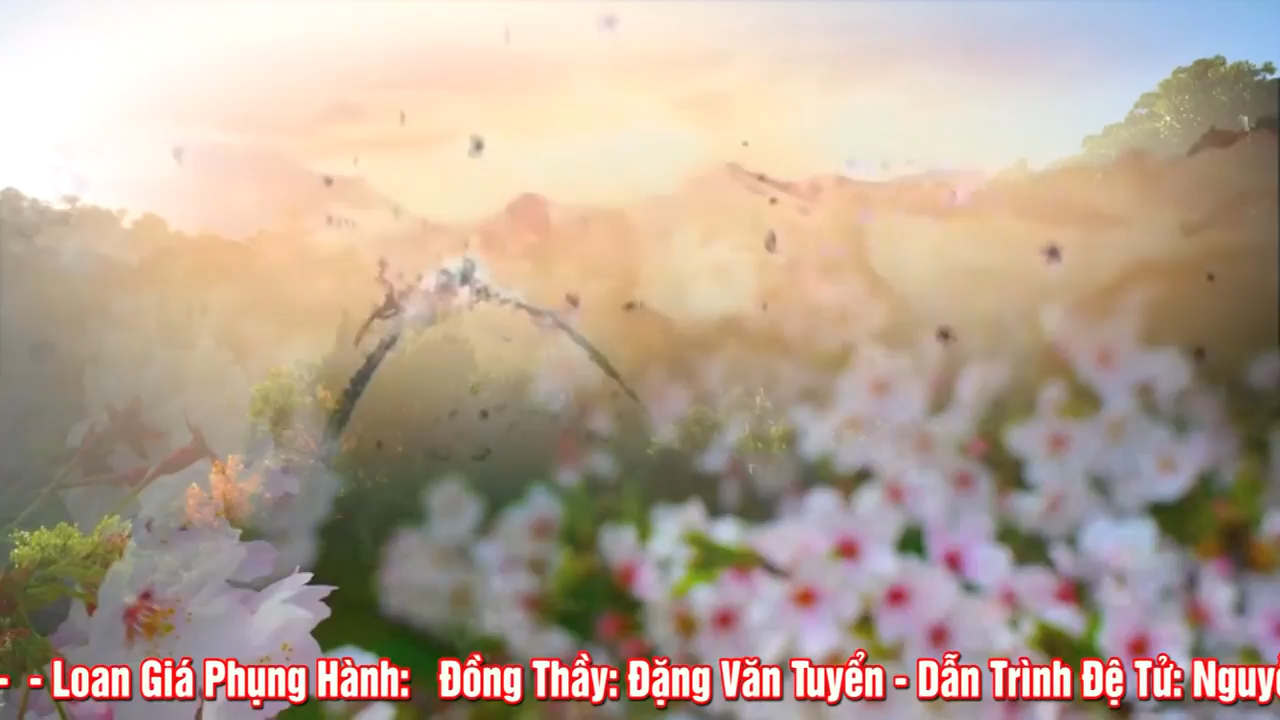 - - Loan Giá Phụng Hành: Đồng Thầy: Đặng Văn Tuyển - Dẫn Trình Đệ Tử: